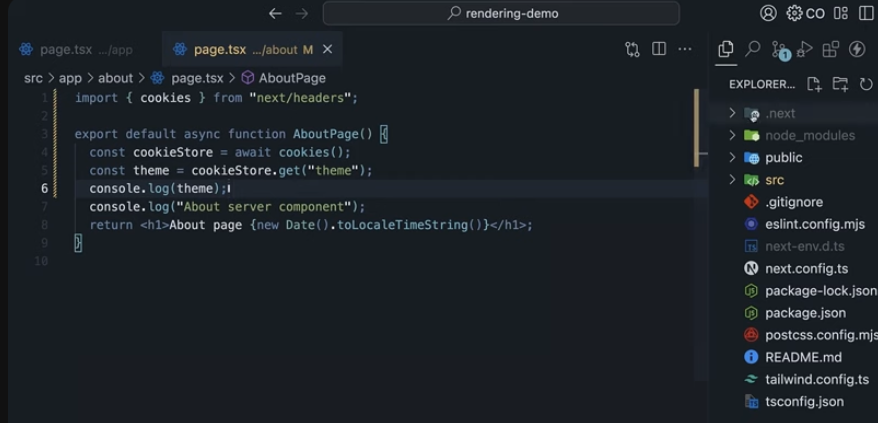 rendering-demo
CO
page.tsx .../app
page.tsx .../about M
src > app > about > page.tsx > AboutPage
1 import { cookies } from "next/headers";
2
3 export default async function AboutPage() {
4 const cookieStore = await cookies();
5 const theme = cookieStore.get("theme");
6 console.log(theme);
7 console.log("About server component");
8 return <h1>About page {new Date().toLocaleTimeString()}</h1>;
9 }
10
1
EXPLORER...
.next
node_modules
public
src
.gitignore
eslint.config.mjs
TS next-env.d.ts
next.config.ts
package-lock.json
package.json
postcss.config.mjs
README.md
tailwind.config.ts
tsconfig.json